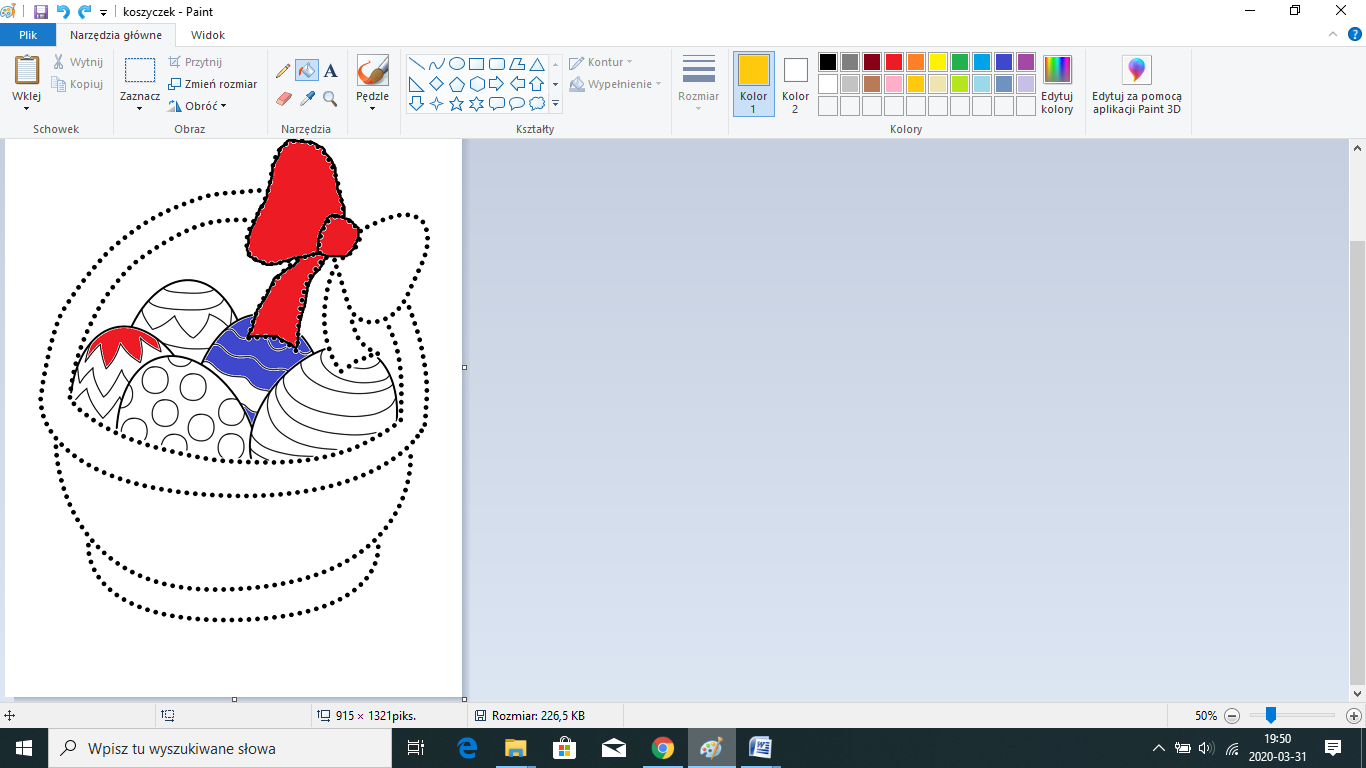 koszyczek - Paint
Plik
Narzędzia główne
Widok
Wklej
Wytnij
Kopiuj
Schowek
Zaznacz
Przytnij
Zmień rozmiar
Obróć
Obraz
A
Narzędzia
Pędzle
Kontur
Wypełnienie
Kształty
Rozmiar
Kolor
1
Kolor
2
Edytuj
kolory
Kolory
Edytuj za pomocą
aplikacji Paint 3D
915 × 1321piks.
Rozmiar: 226,5 KB
50%
Wpisz tu wyszukiwane słowa
19:50
2020-03-31